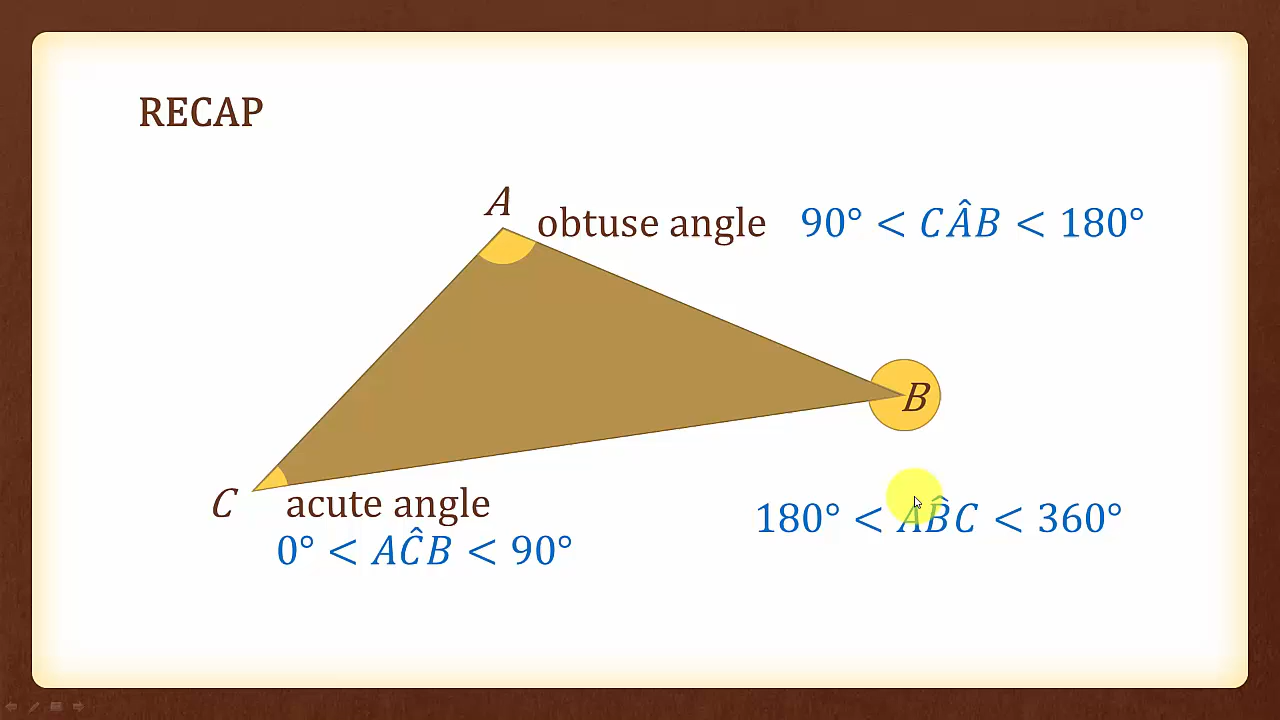 RECAP
A
obtuse angle 90° < CÂB < 180°
B
C acute angle
0° < AĈB < 90°
180° < AB̂C < 360°